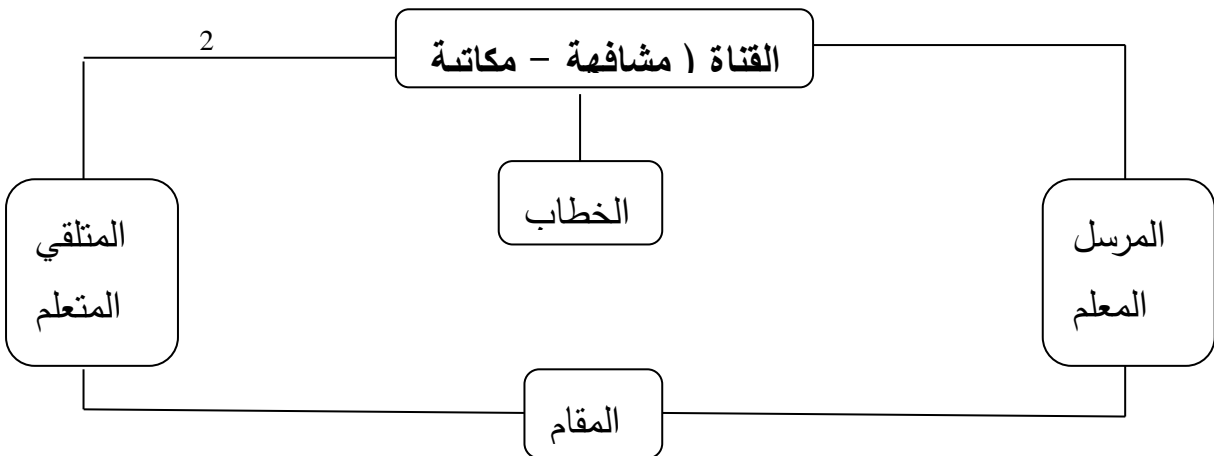 2
القناة ( مشافهة – مكاتبة
الخطاب
المرسل
المعلم
المتلقي
المتعلم
المقام